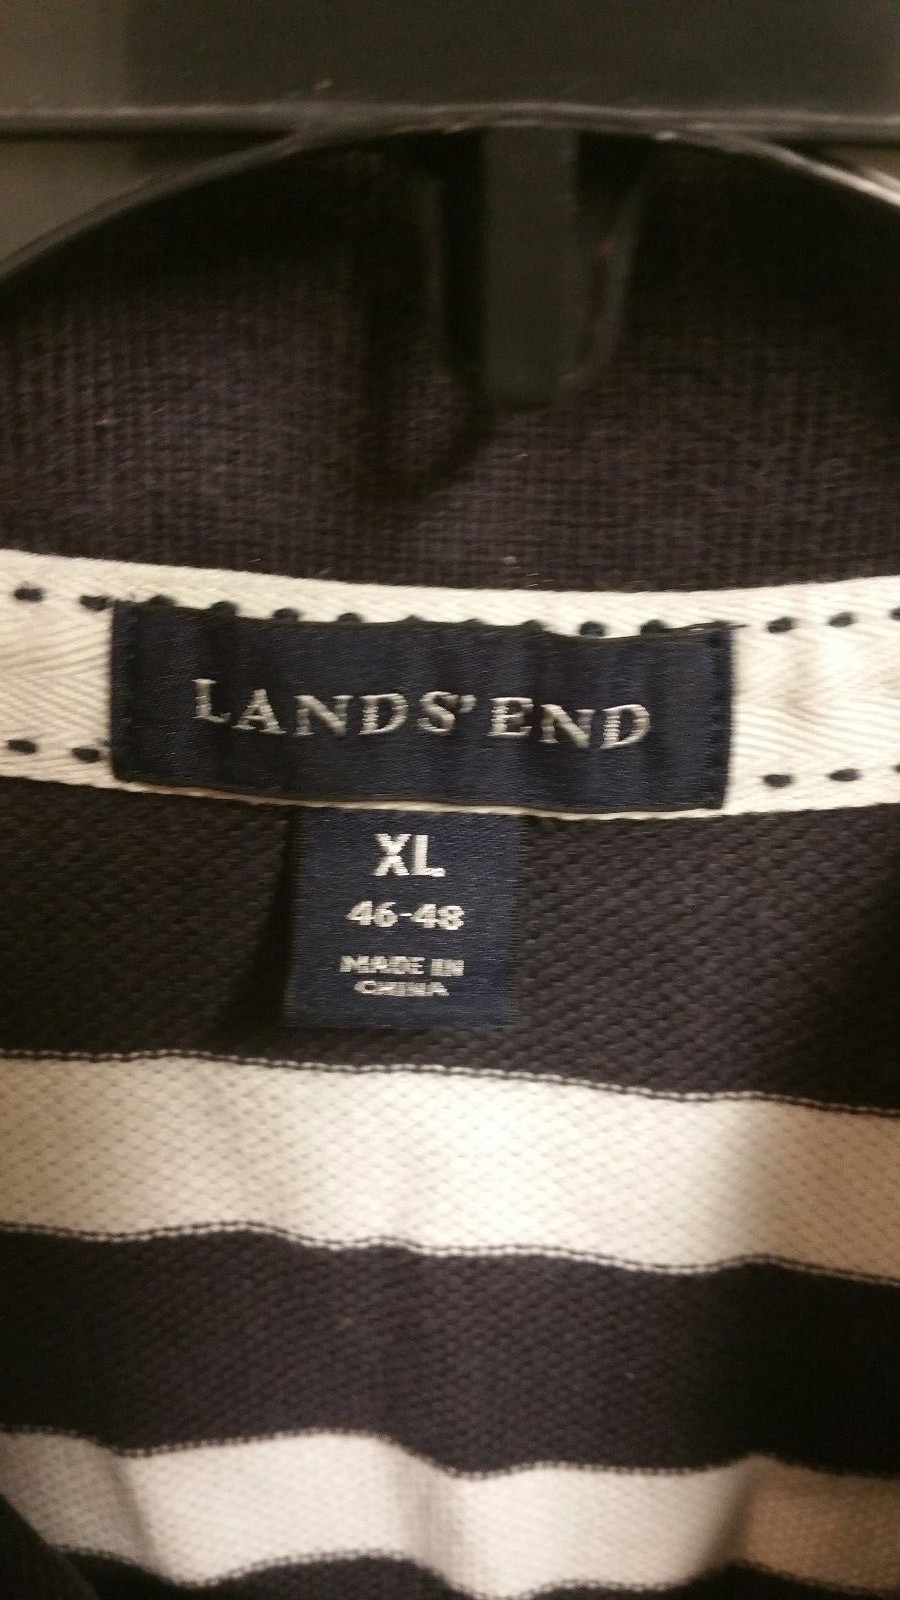 LANDS' END
XL
46-48
MADE IN
CHINA